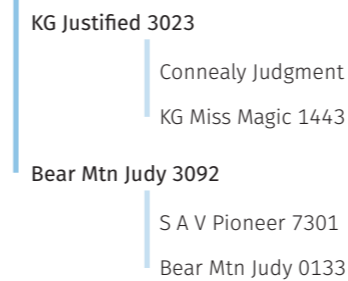 KG Justified 3023
Connealy Judgment
KG Miss Magic 1443
Bear Mtn Judy 3092
S A V Pioneer 7301
Bear Mtn Judy 0133